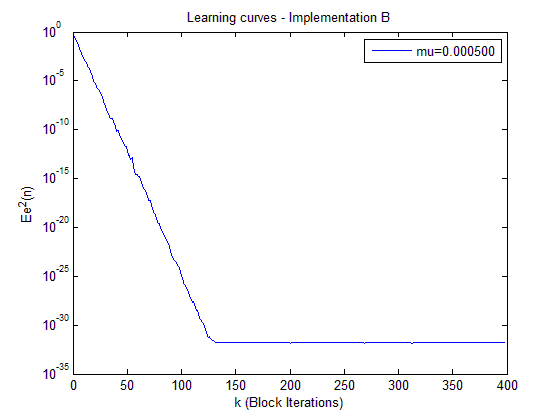 Learning curves - Implementation B
10^0
10^-5
10^-10
10^-15
10^-20
10^-25
10^-30
10^-35
Ee^2(n)
mu=0.000500
0 50 100 150 200 250 300 350 400
k (Block Iterations)